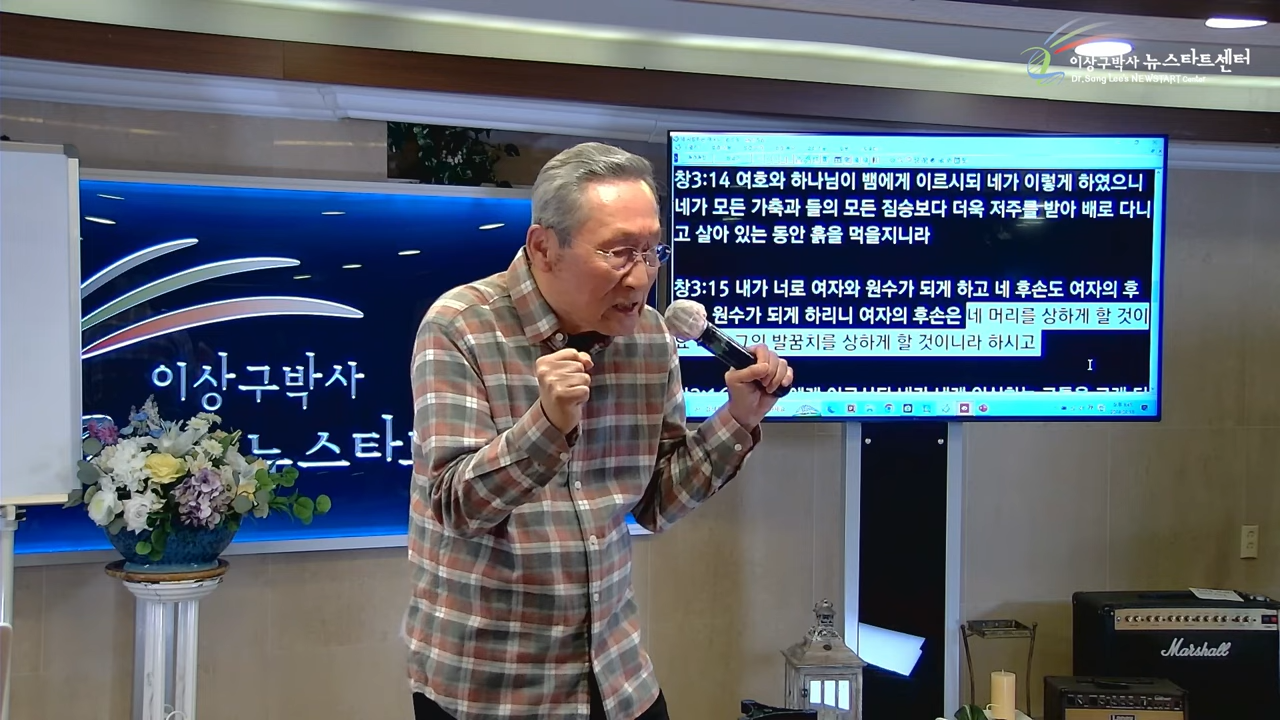 이상구박사 뉴스타트센터
Dr. Sang Lee's NEWSTART Center
창3:14 여호와 하나님이 뱀에게 이르시되 네가 이렇게 하였으니
네가 모든 가축과 들의 모든 짐승보다 더욱 저주를 받아 배로 다니
고 살아 있는 동안 흙을 먹을지니라
창3:15 내가 너로 여자와 원수가 되게 하고 네 후손도 여자의 후
원수가 되게 하리니 여자의 후손은 네 머리를 상하게 할 것이
그의 발꿈치를 상하게 할 것이니라 하시고
이상구박사
뉴스타
Marshall